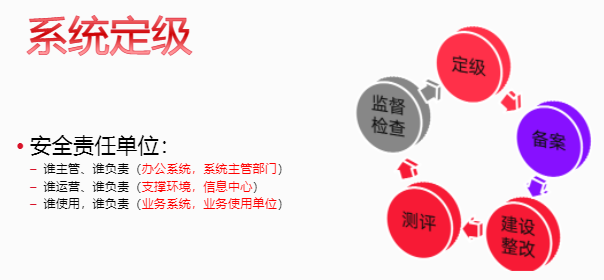 系统定级
• 安全责任单位：
– 谁主管、谁负责（办公系统，系统主管部门）
– 谁运营、谁负责（支撑环境，信息中心）
– 谁使用，谁负责（业务系统，业务使用单位）
定级
备案
建设
整改
测评
监督
检查